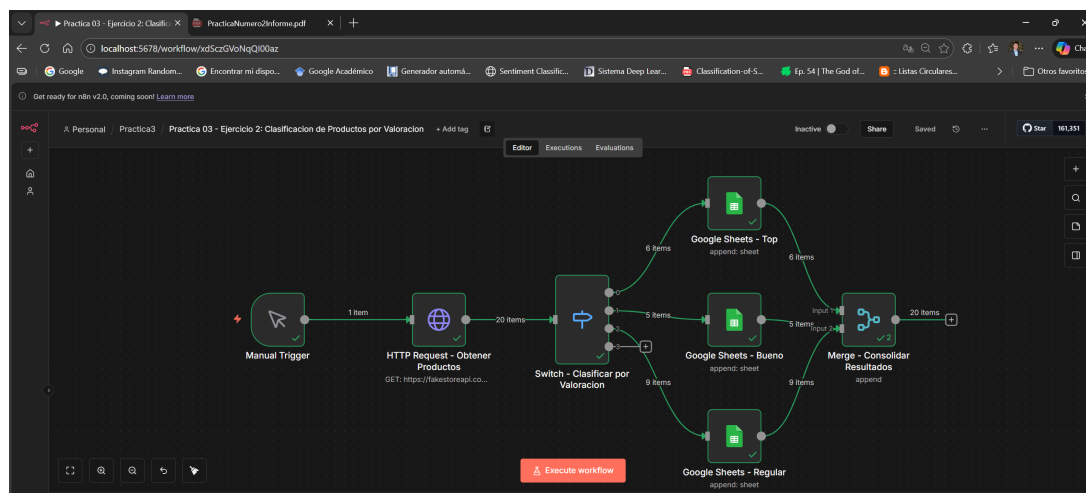 Practica 03 - Ejercicio 2: Clasific
PracticaNumero2Informe.pdf
localhost:5678/workflow/xd5czGVoNqQI00az
Google
Instagram Random...
Encontrar mi dispo...
Google Académico
Generador automá...
Sentiment Classific...
Sistema Deep Lear...
Classification-of-S...
Ep. 54 | The God of...
:: Listas Circulares...
Otros favoritos
Get ready for n8n v2.0, coming soon! Learn more
Personal / Practica3 / Practica 03 - Ejercicio 2: Clasificacion de Productos por Valoracion + Add tag
Inactive
Share
Saved
Star 161,351
Editor Executions Evaluations
Google Sheets - Top
append: sheet
6 items
6 items
1 item
20 items
0
1
2
3
5 items
5 items
Input 1
Input 2
20 items
2
Manual Trigger
HTTP Request - Obtener
Productos
GET: https://fakestoreapi.co...
Switch - Clasificar por
Valoracion
Google Sheets - Bueno
append: sheet
Merge - Consolidar
Resultados
append
9 items
9 items
Execute workflow
Google Sheets - Regular
append: sheet